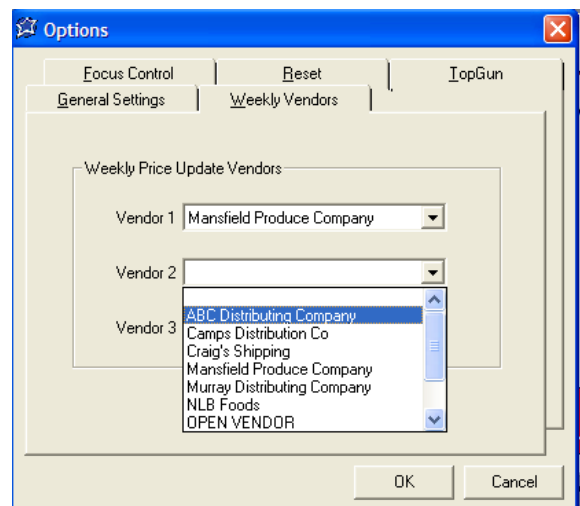 Options
Focus Control Reset TopGun
General Settings Weekly Vendors
Weekly Price Update Vendors
Vendor 1 Mansfield Produce Company
Vendor 2
ABC Distributing Company
Camps Distribution Co
Vendor 3
Craig's Shipping
Mansfield Produce Company
Murray Distributing Company
NLB Foods
OPEN VENDOR
OK Cancel